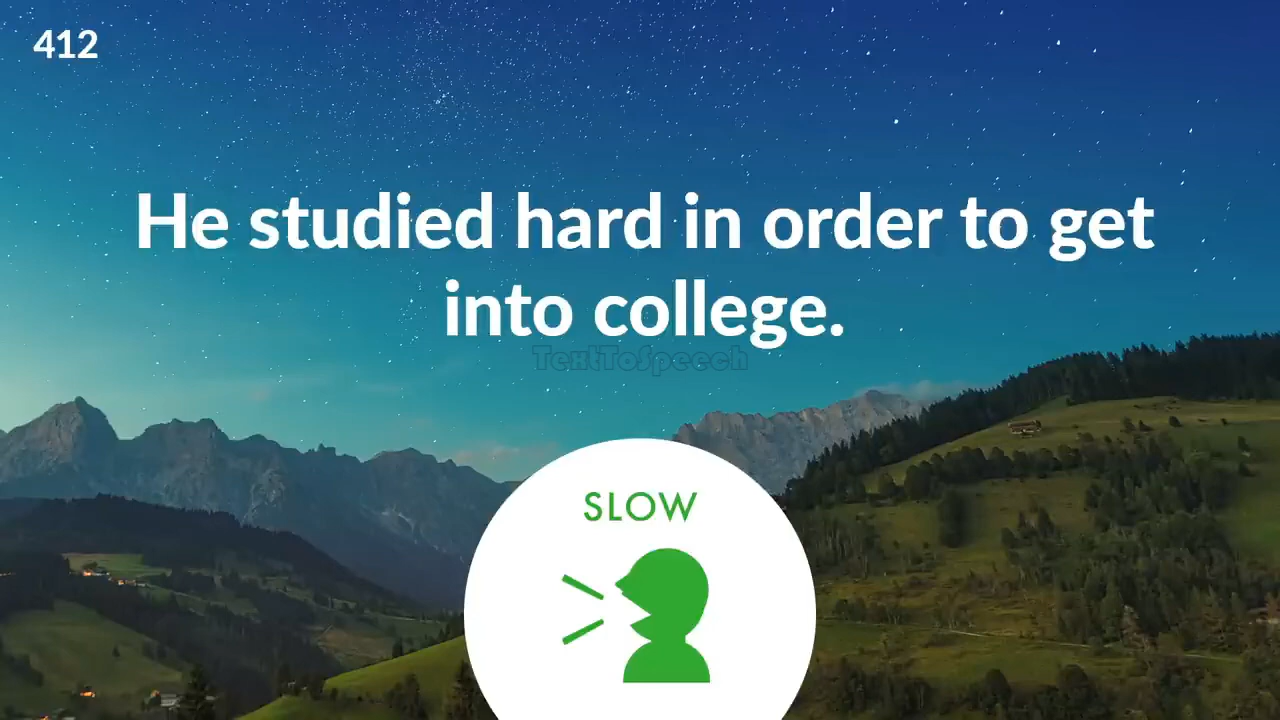 412
He studied hard in order to get
into college.
TextToSpeech
SLOW